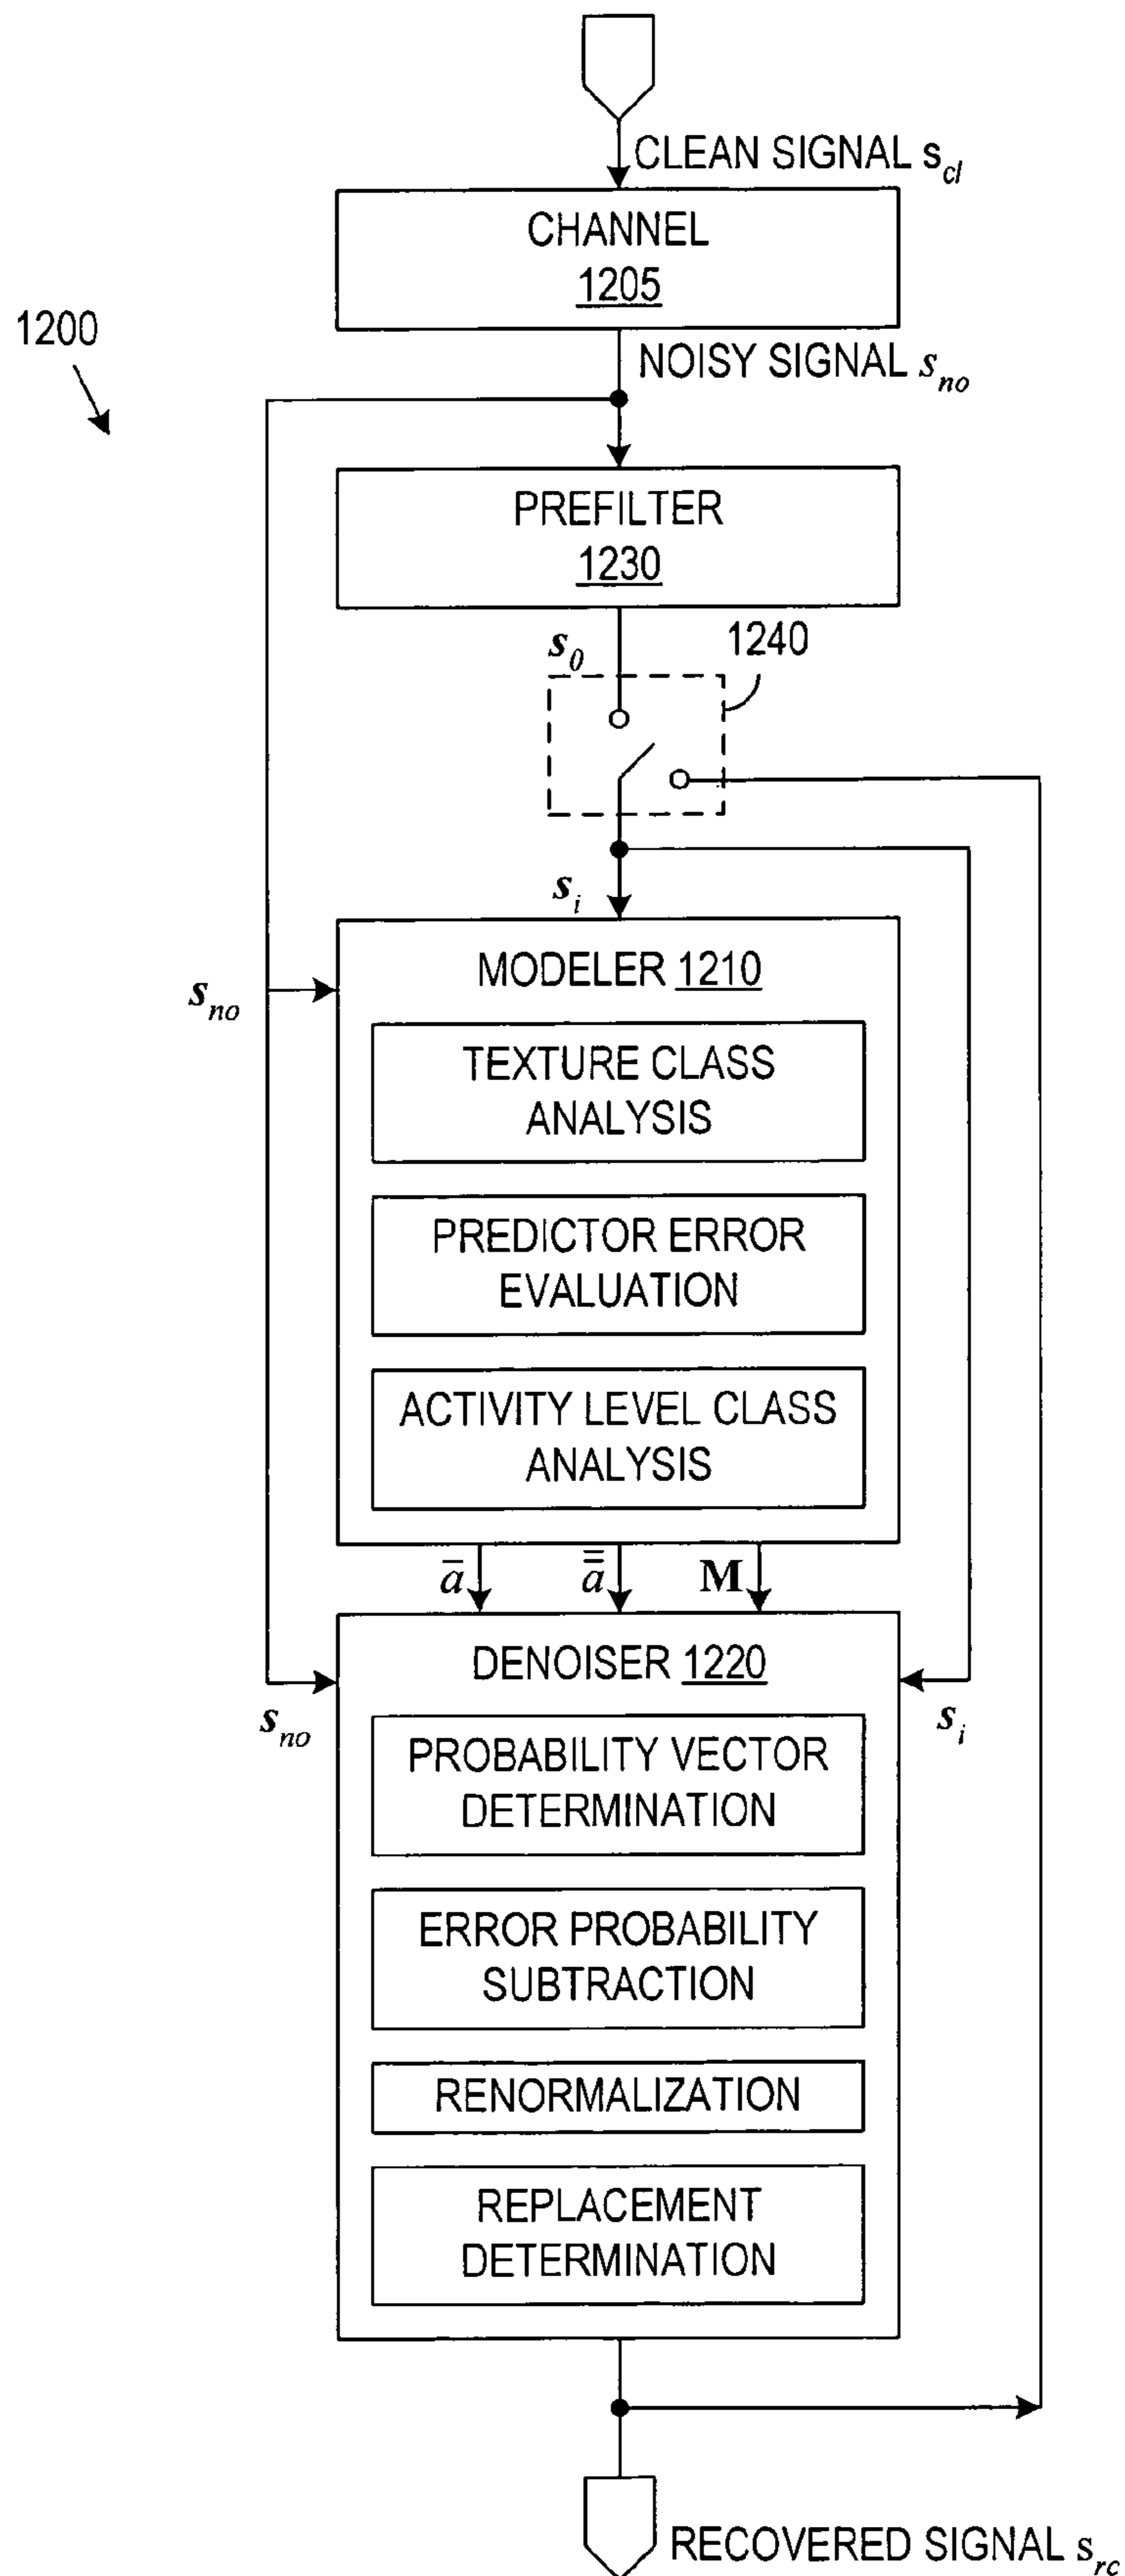 CLEAN SIGNAL s_cl
CHANNEL
1205
1200
NOISY SIGNAL s_no
PREFILTER
1230
s_0
1240
s_i
MODELER 1210
s_no
TEXTURE CLASS
ANALYSIS
PREDICTOR ERROR
EVALUATION
ACTIVITY LEVEL CLASS
ANALYSIS
a̅ a̿ M
DENOISER 1220
s_no
s_i
PROBABILITY VECTOR
DETERMINATION
ERROR PROBABILITY
SUBTRACTION
RENORMALIZATION
REPLACEMENT
DETERMINATION
RECOVERED SIGNAL s_rc